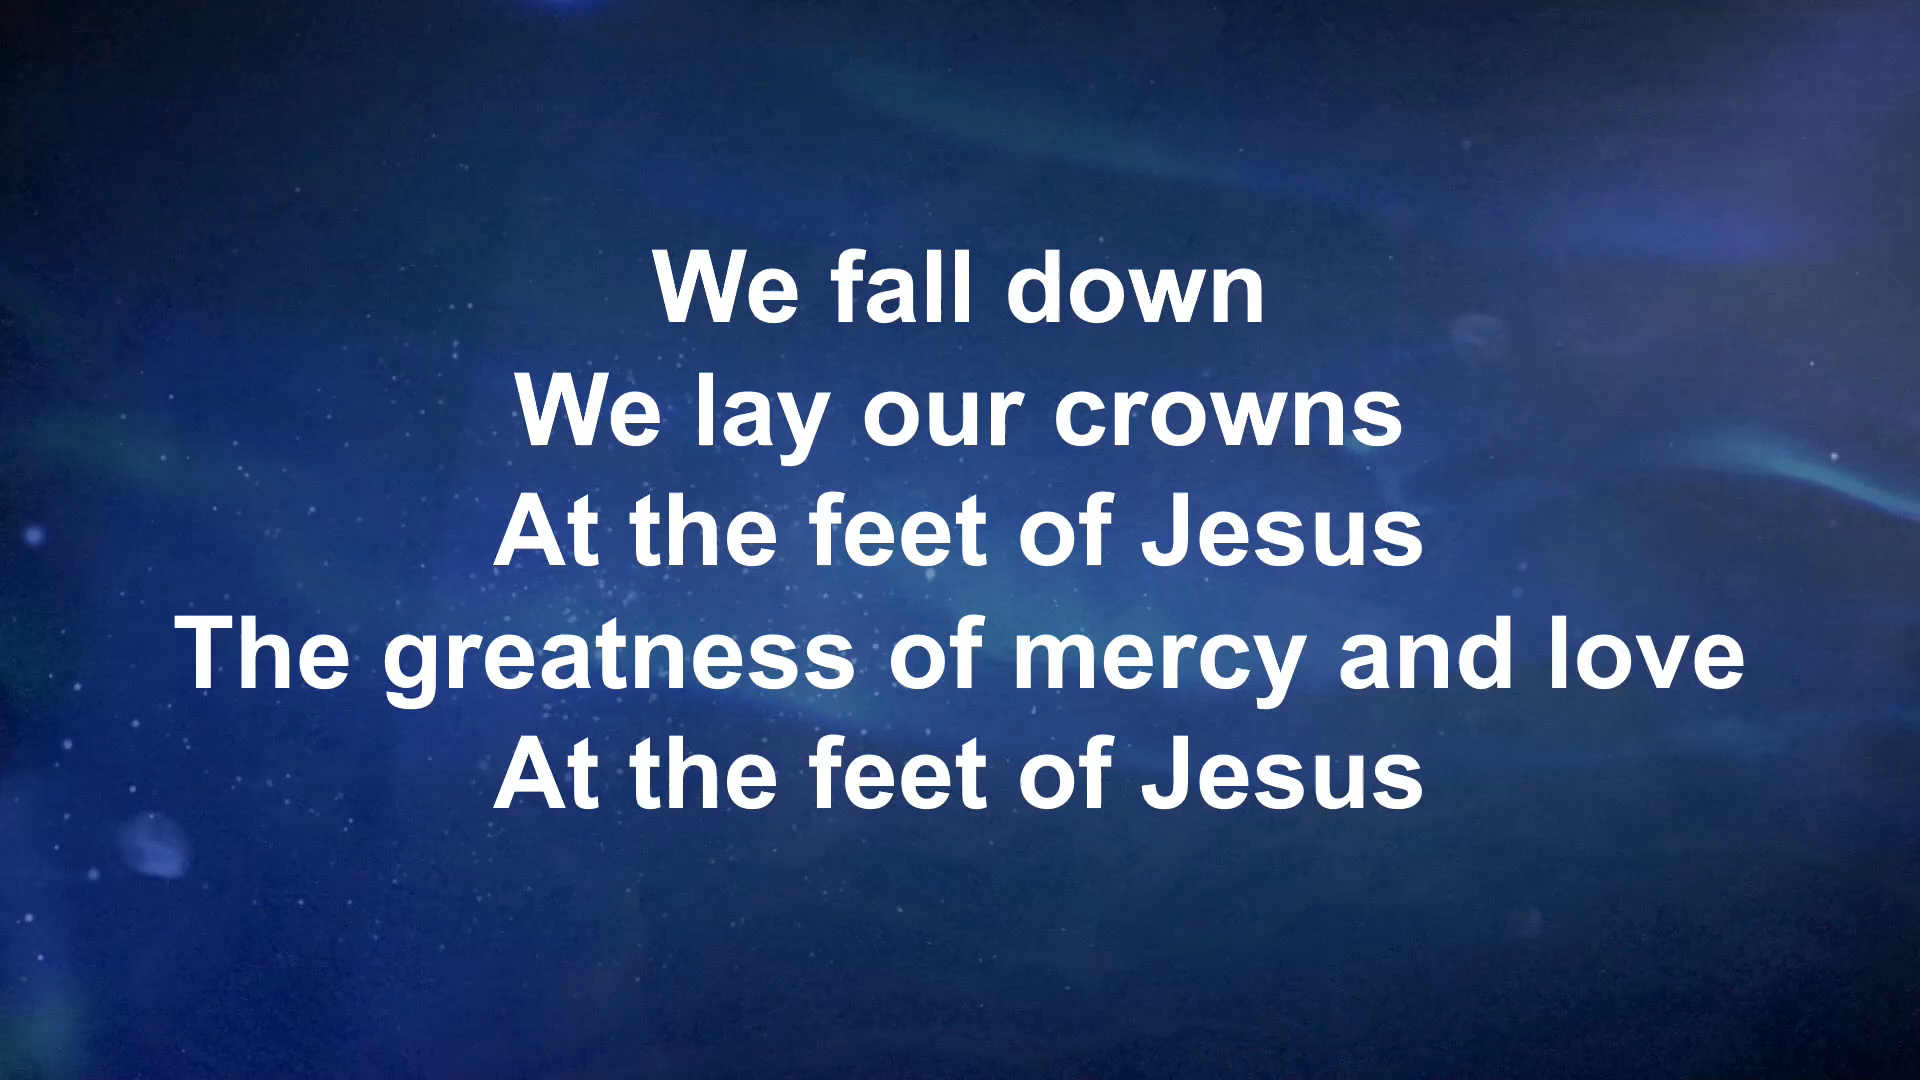 We fall down
We lay our crowns
At the feet of Jesus
The greatness of mercy and love
At the feet of Jesus